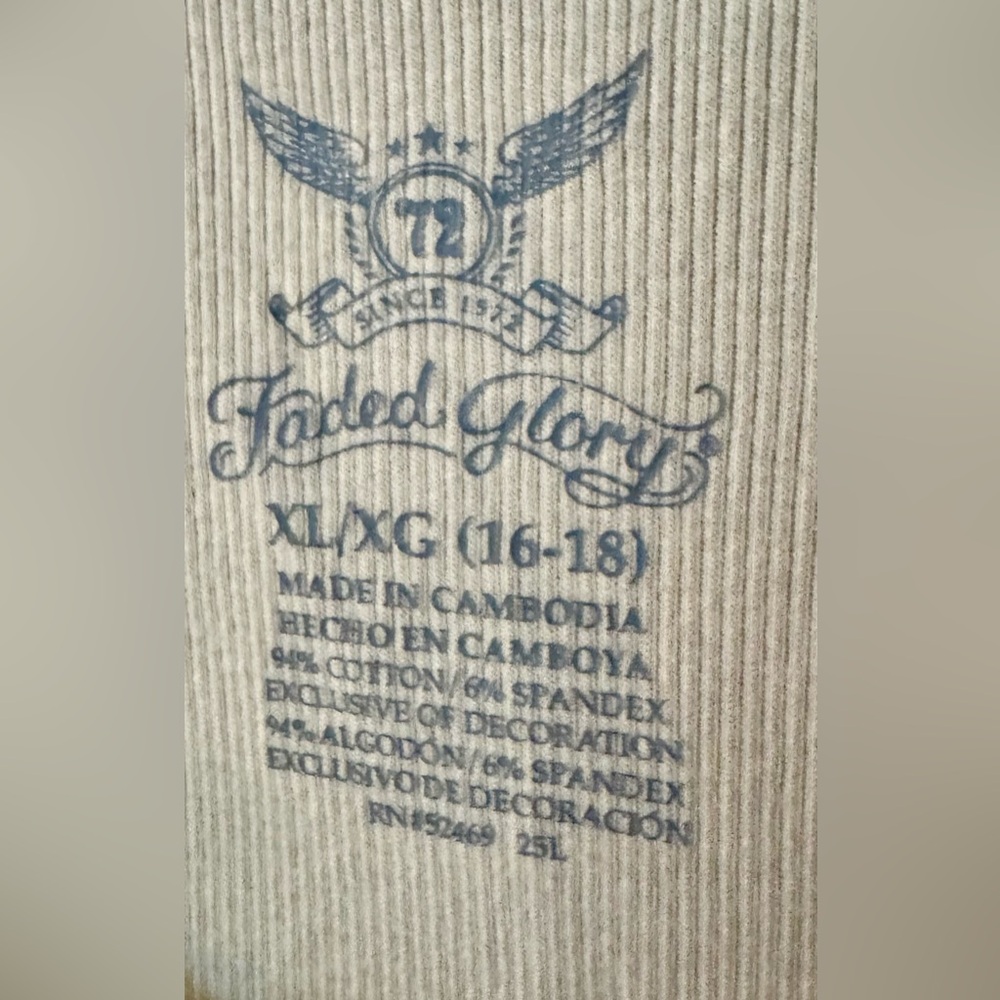 '72
SINCE 1972
Faded Glory®
XL/XG (16-18)
MADE IN CAMBODIA
HECHO EN CAMBOYA
94% COTTON/6% SPANDEX
EXCLUSIVE OF DECORATION
94% ALGODÓN/6% SPANDEX
EXCLUSIVO DE DECORACIÓN
RN#52469 25L